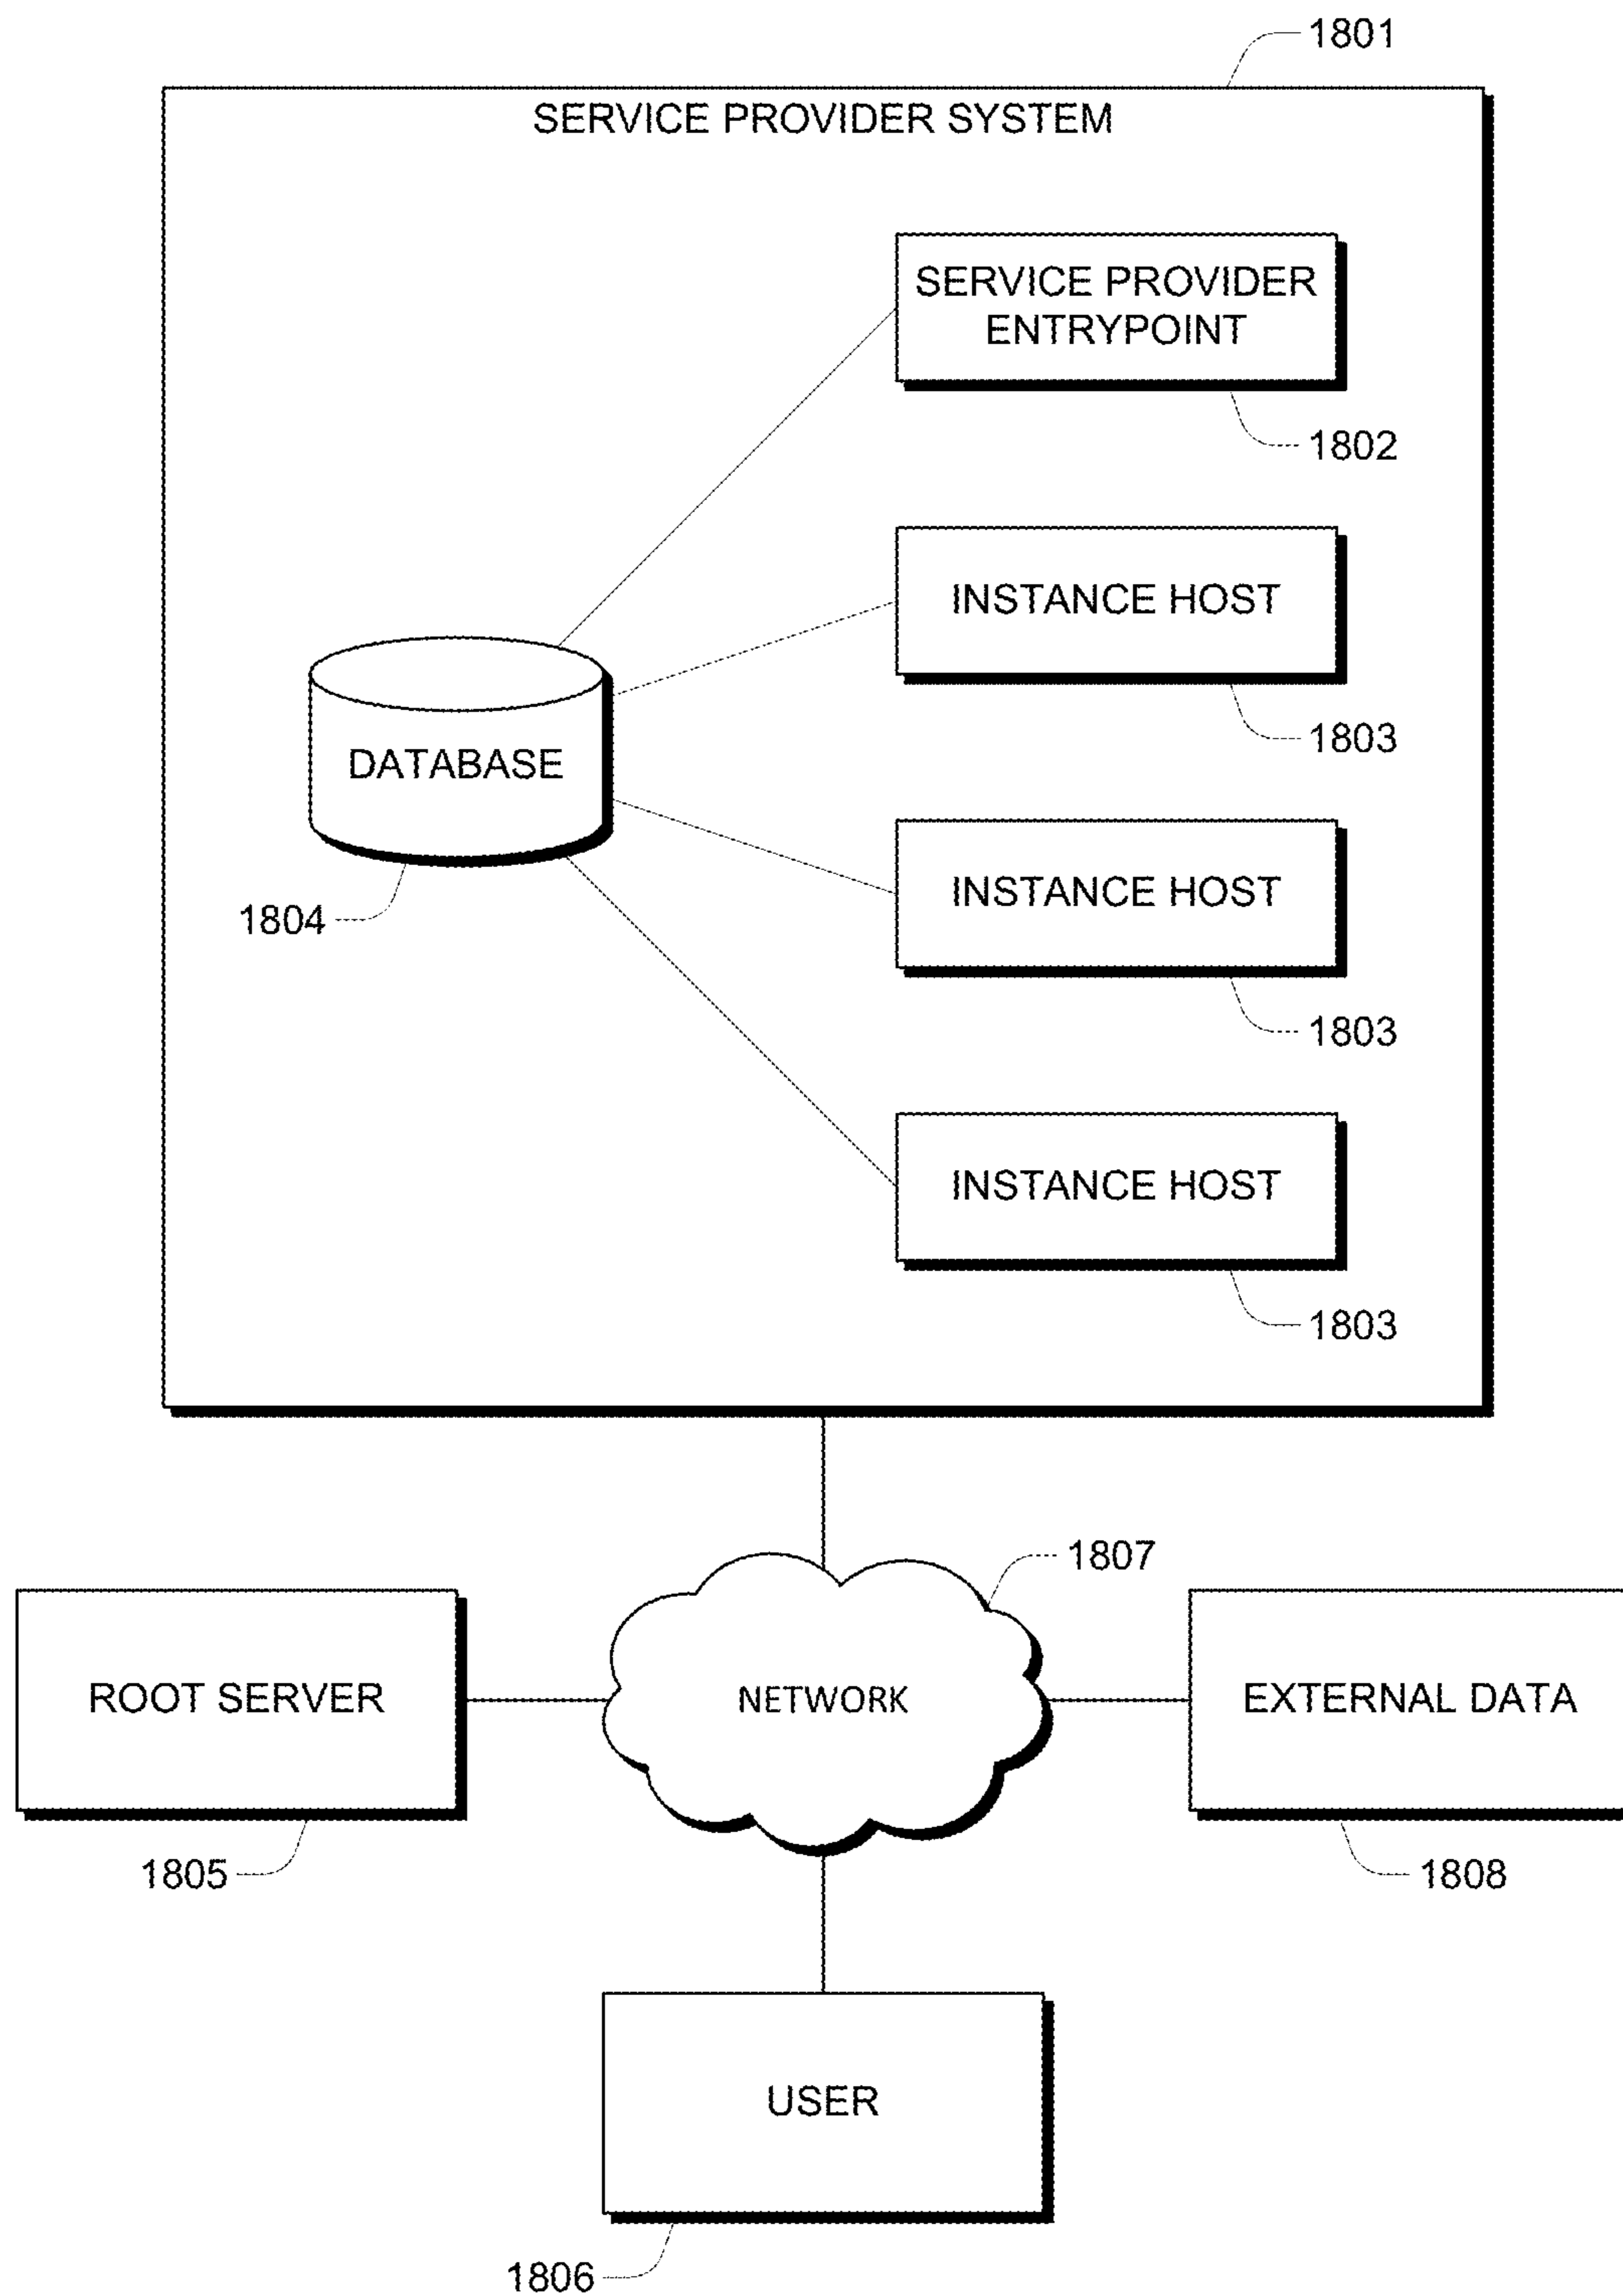 1801
SERVICE PROVIDER SYSTEM
SERVICE PROVIDER
ENTRYPOINT
1802
INSTANCE HOST
1803
DATABASE
1804
INSTANCE HOST
1803
INSTANCE HOST
1803
1807
ROOT SERVER
NETWORK
EXTERNAL DATA
1805
1808
USER
1806